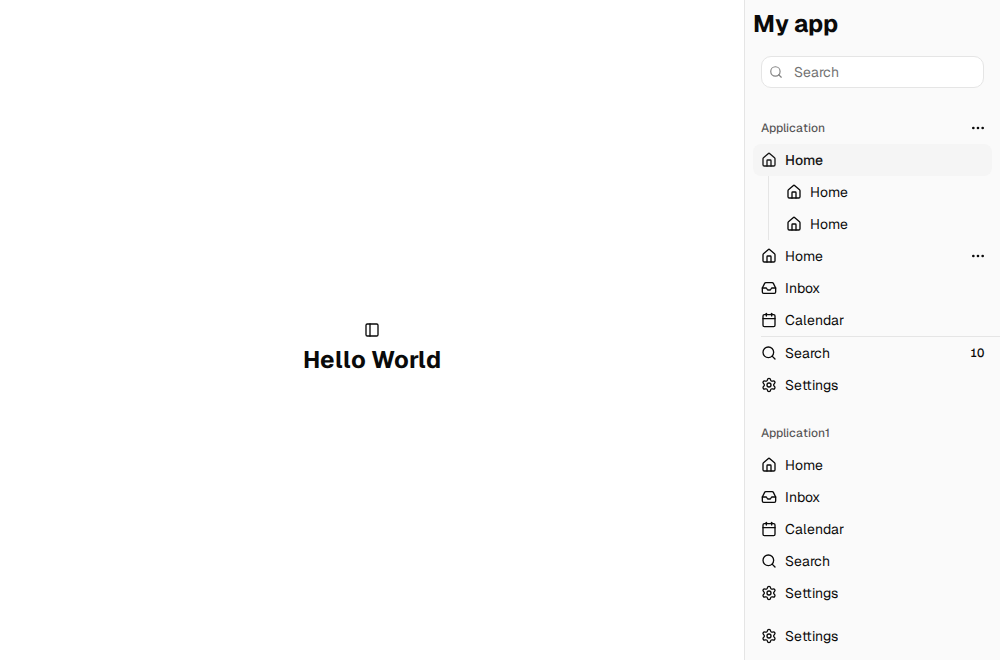 My app
Search
Application
Home
Home
Home
Home
Inbox
Calendar
Search 10
Settings
Application1
Home
Inbox
Calendar
Search
Settings
Settings
Hello World